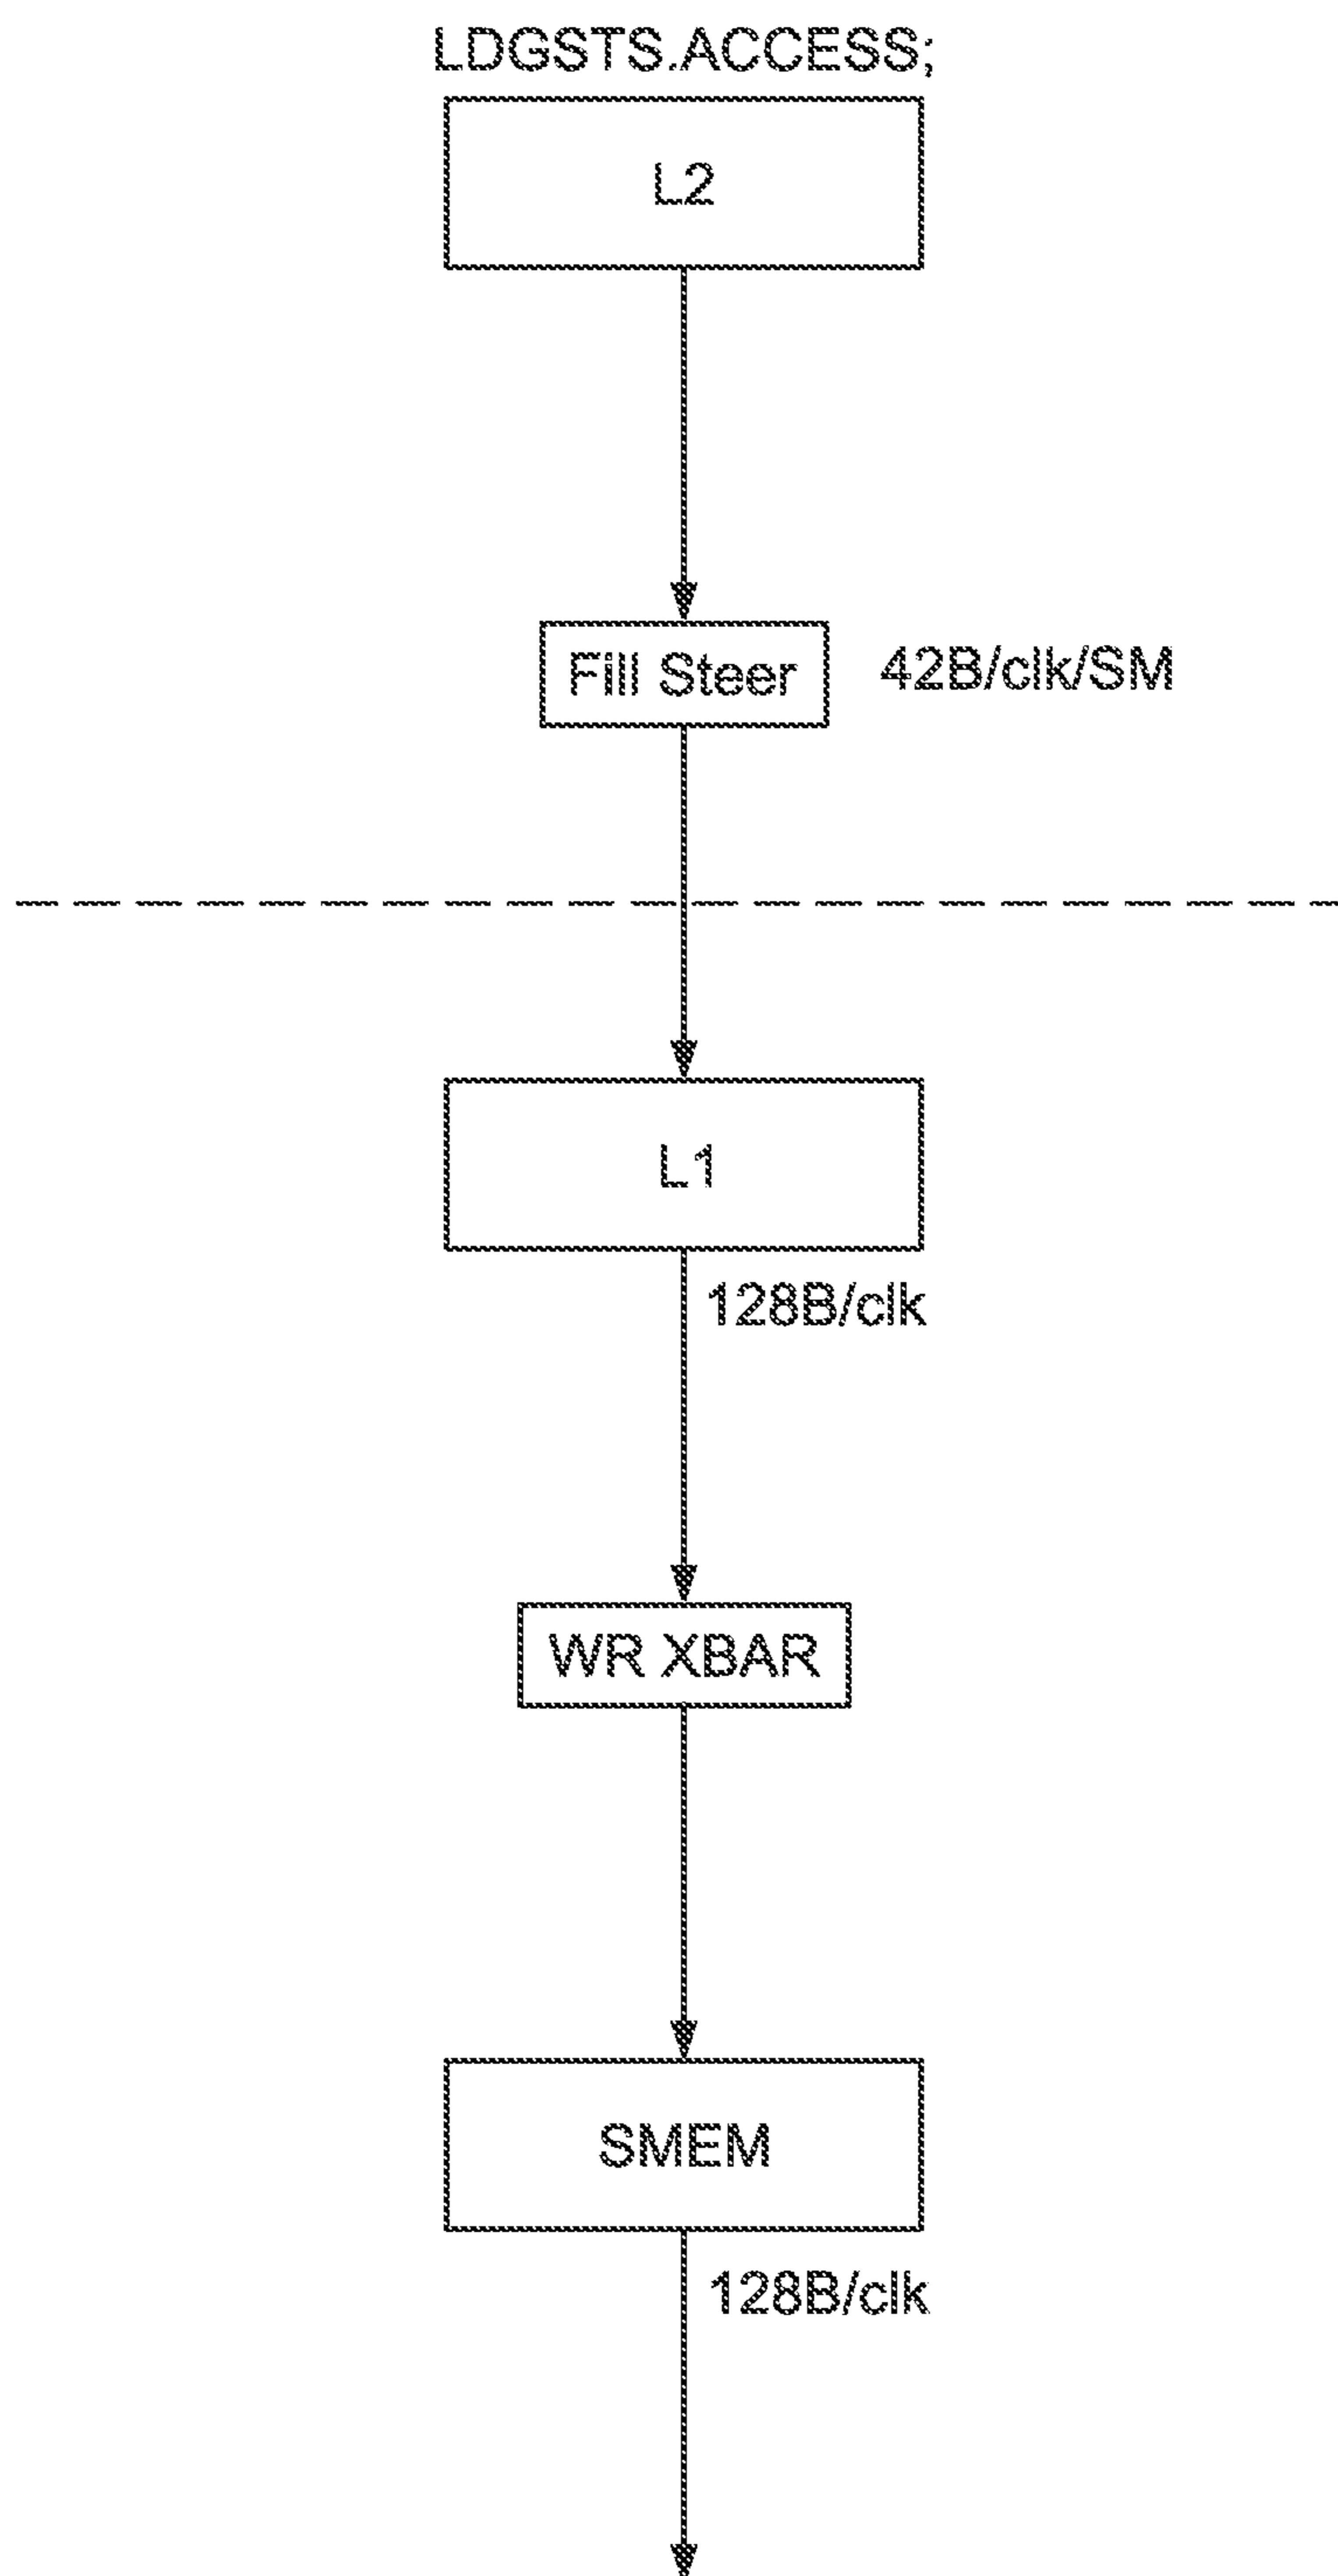 LDGSTS.ACCESS;
L2
Fill Steer
42B/clk/SM
L1
128B/clk
WR XBAR
SMEM
128B/clk